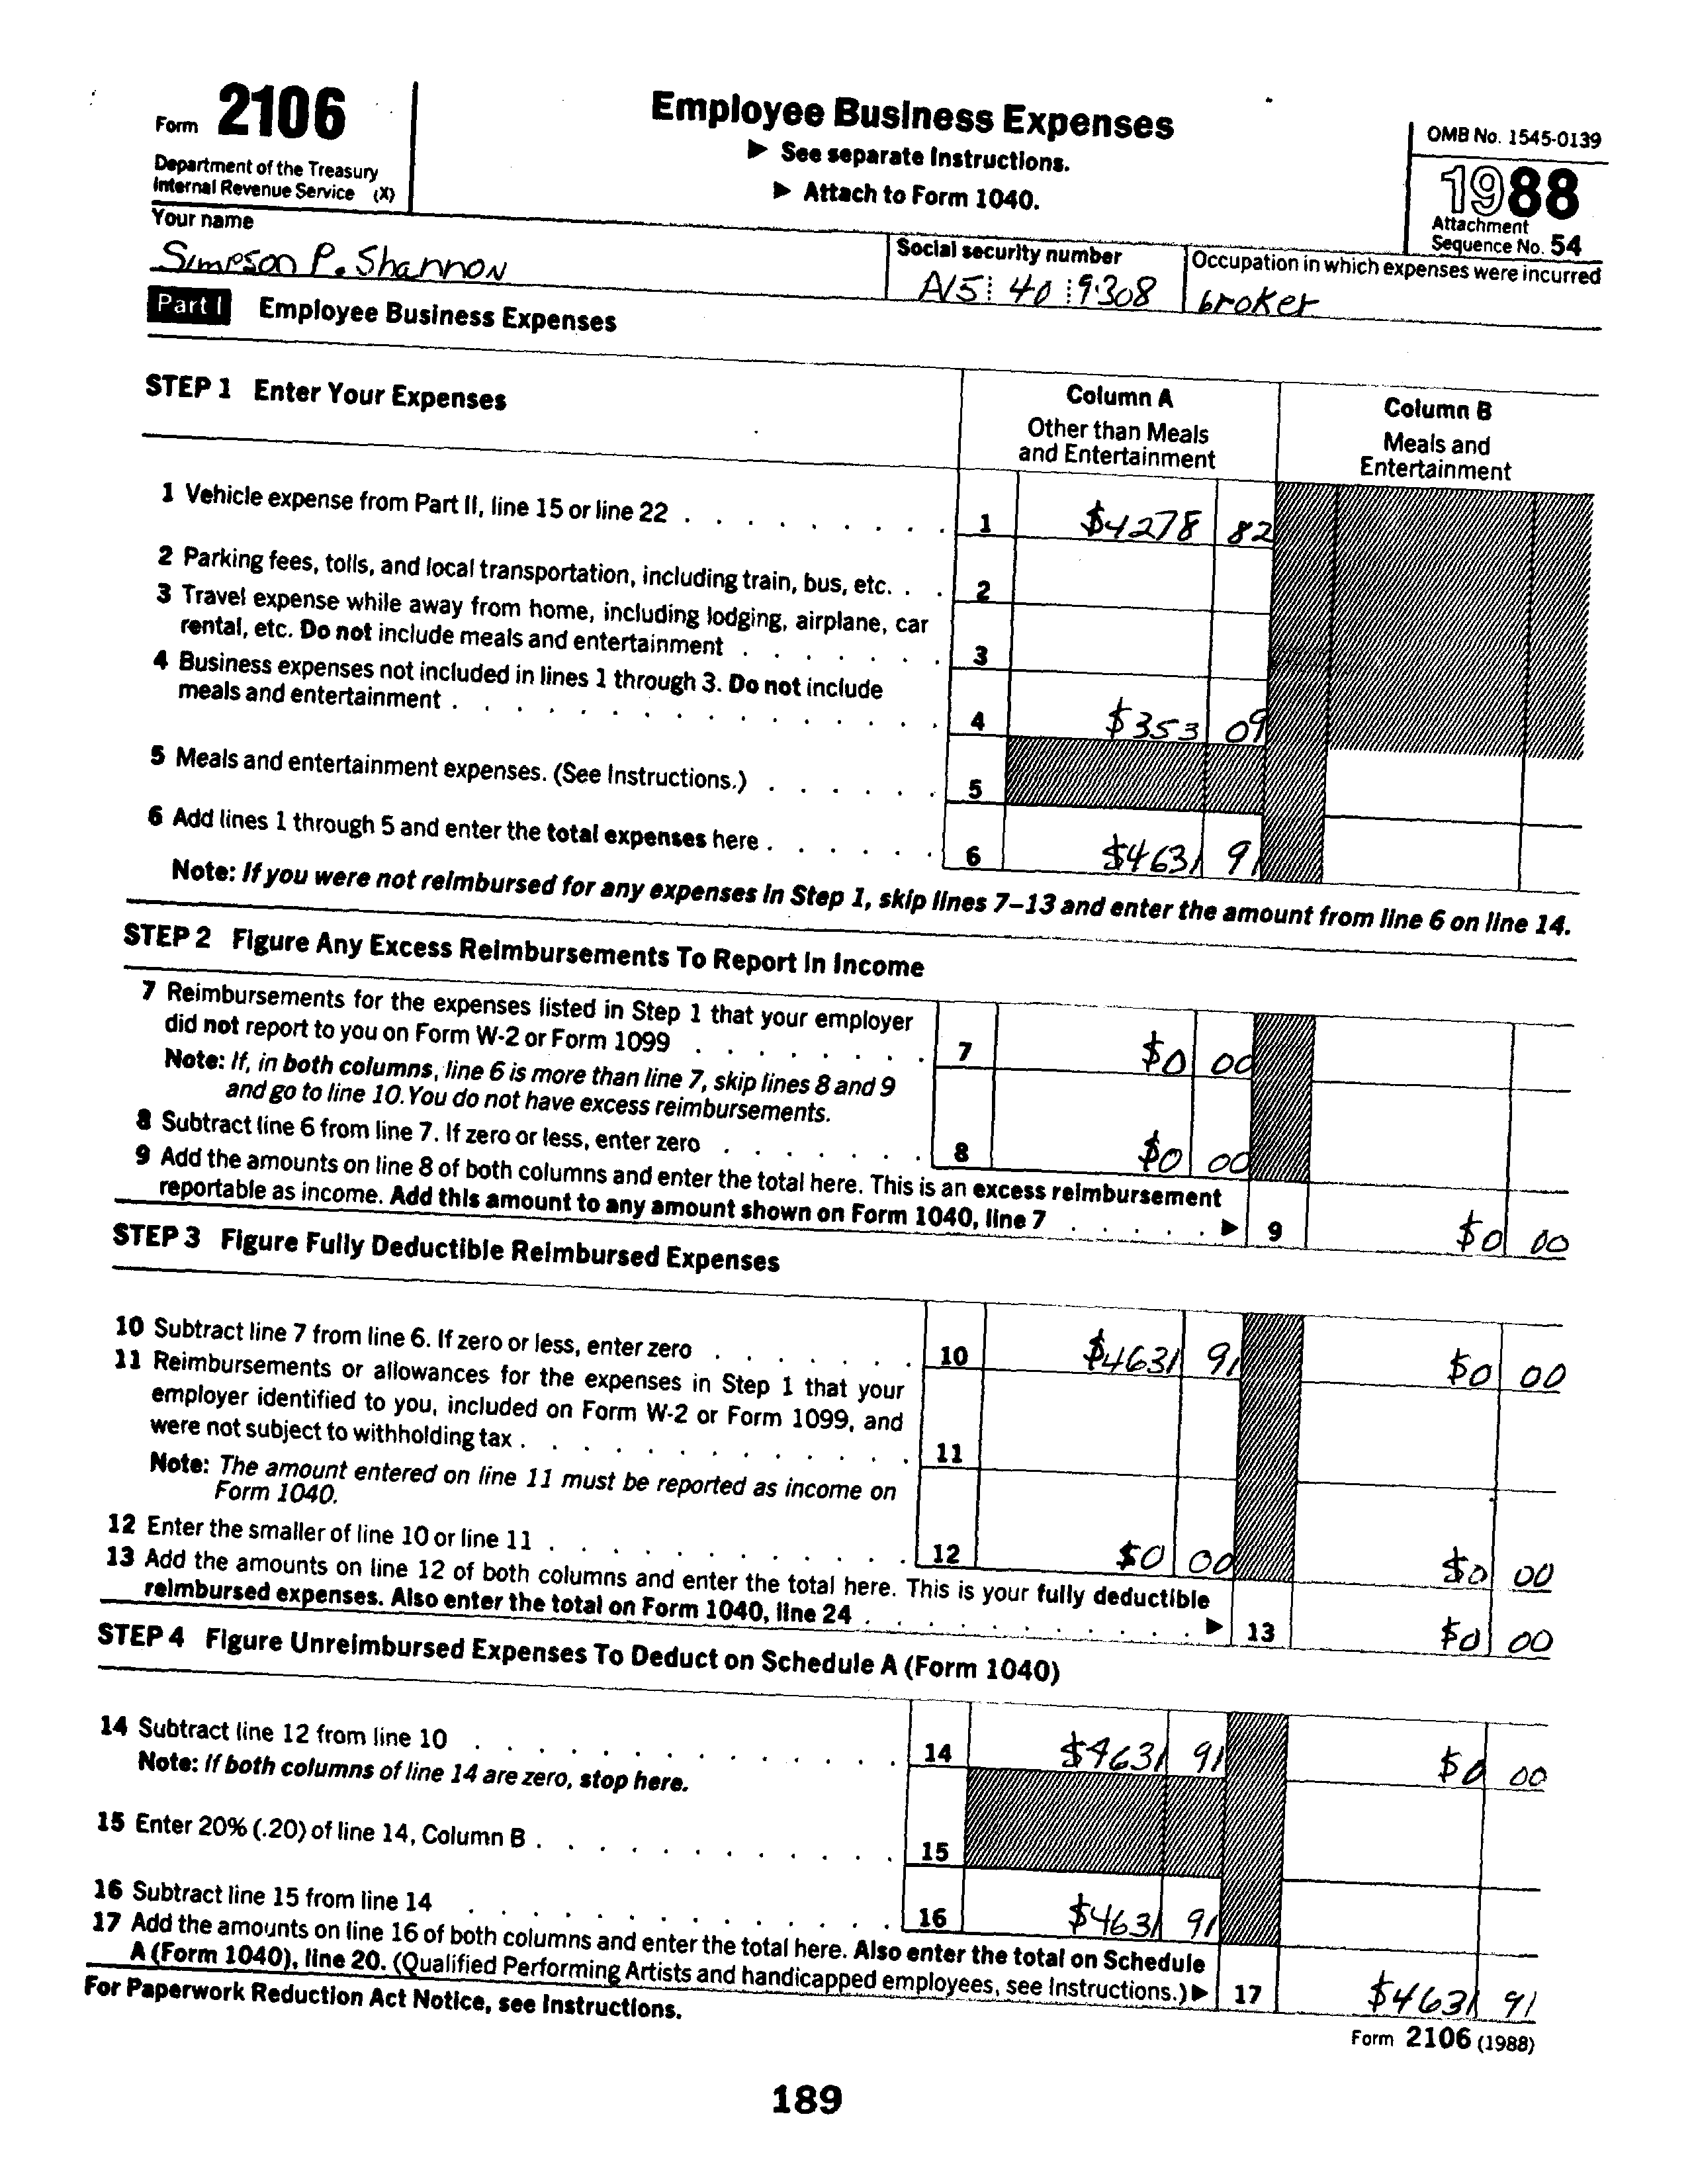 Form 2106
Department of the Treasury
Internal Revenue Service (X)
Employee Business Expenses
▶ See separate Instructions.
▶ Attach to Form 1040.
OMB No. 1545-0139
1988
Attachment
Sequence No. 54
Your name
Simpson P. Shannon
Social security number
A15 40 9308
Occupation in which expenses were incurred
broker
Part I Employee Business Expenses
STEP 1 Enter Your Expenses
Column A
Other than Meals
and Entertainment
Column B
Meals and
Entertainment
1 Vehicle expense from Part II, line 15 or line 22 . . . . . . . . . 1 $4278 82
2 Parking fees, tolls, and local transportation, including train, bus, etc. . . 2
3 Travel expense while away from home, including lodging, airplane, car
rental, etc. Do not include meals and entertainment . . . . . . . 3
4 Business expenses not included in lines 1 through 3. Do not include
meals and entertainment . . . . . . . . . . . . . . . . 4 $353 09
5 Meals and entertainment expenses. (See Instructions.) . . . . . . 5
6 Add lines 1 through 5 and enter the total expenses here . . . . . . 6 $4631 91
Note: If you were not reimbursed for any expenses in Step 1, skip lines 7–13 and enter the amount from line 6 on line 14.
STEP 2 Figure Any Excess Reimbursements To Report In Income
7 Reimbursements for the expenses listed in Step 1 that your employer
did not report to you on Form W-2 or Form 1099 . . . . . . . . 7 $0 00
Note: If, in both columns, line 6 is more than line 7, skip lines 8 and 9
and go to line 10. You do not have excess reimbursements.
8 Subtract line 6 from line 7. If zero or less, enter zero . . . . . . . 8 $0 00
9 Add the amounts on line 8 of both columns and enter the total here. This is an excess reimbursement
reportable as income. Add this amount to any amount shown on Form 1040, line 7 . . . . . ▶ 9 $0 00
STEP 3 Figure Fully Deductible Reimbursed Expenses
10 Subtract line 7 from line 6. If zero or less, enter zero . . . . . . . 10 $4631 91 $0 00
11 Reimbursements or allowances for the expenses in Step 1 that your
employer identified to you, included on Form W-2 or Form 1099, and
were not subject to withholding tax . . . . . . . . . . . . . 11
Note: The amount entered on line 11 must be reported as income on
Form 1040.
12 Enter the smaller of line 10 or line 11 . . . . . . . . . . . . 12 $0 00 $0 00
13 Add the amounts on line 12 of both columns and enter the total here. This is your fully deductible
reimbursed expenses. Also enter the total on Form 1040, line 24 . . . . . . . . . . . ▶ 13 $0 00
STEP 4 Figure Unreimbursed Expenses To Deduct on Schedule A (Form 1040)
14 Subtract line 12 from line 10 . . . . . . . . . . . . . . 14 $4631 91 $0 00
Note: If both columns of line 14 are zero, stop here.
15 Enter 20% (.20) of line 14, Column B . . . . . . . . . . . . 15
16 Subtract line 15 from line 14 . . . . . . . . . . . . . . 16 $4631 91
17 Add the amounts on line 16 of both columns and enter the total here. Also enter the total on Schedule
A (Form 1040), line 20. (Qualified Performing Artists and handicapped employees, see Instructions.) ▶ 17 $4631 91
For Paperwork Reduction Act Notice, see Instructions.
Form 2106 (1988)
189